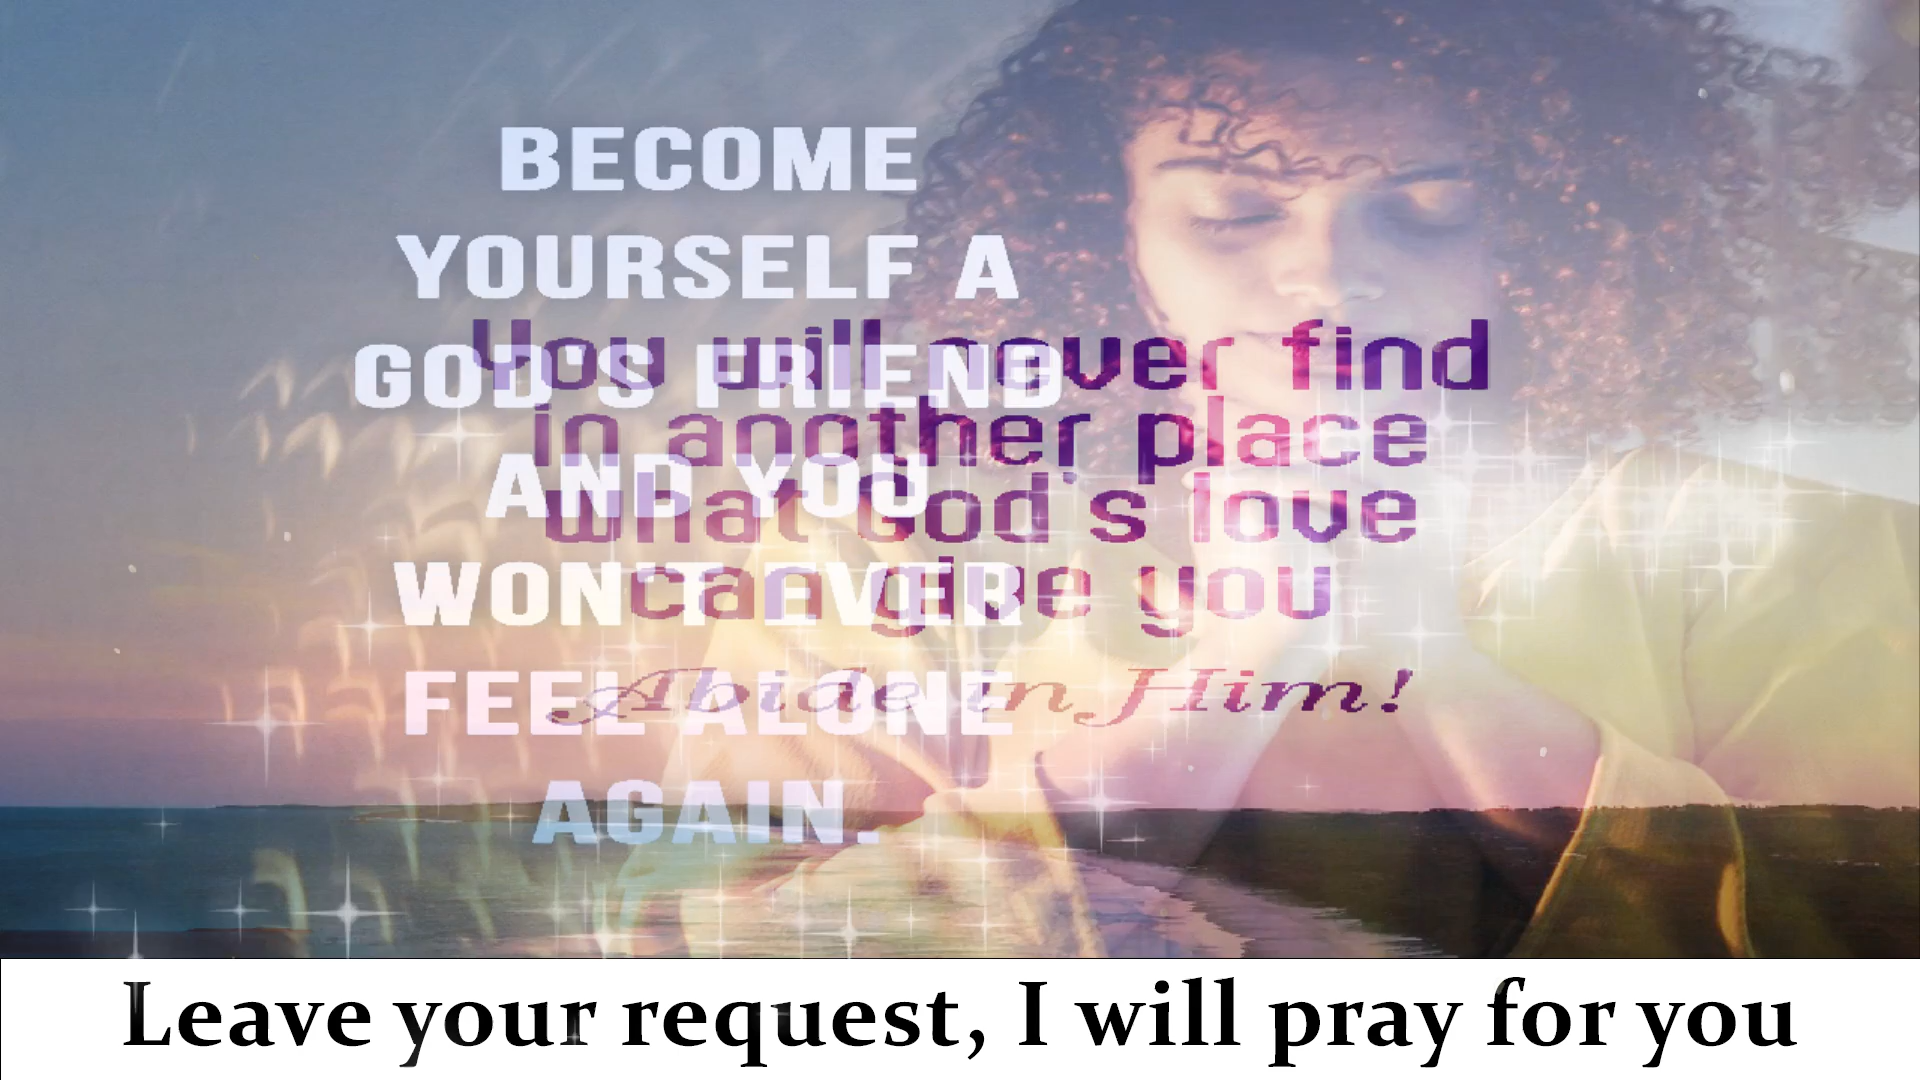 BECOME
YOURSELF A
GOD'S FRIEND
AND YOU
WON'T EVER
FEEL ALONE
AGAIN.
You will never find
in another place
what God's love
can give you
Abide in Him!
Leave your request, I will pray for you